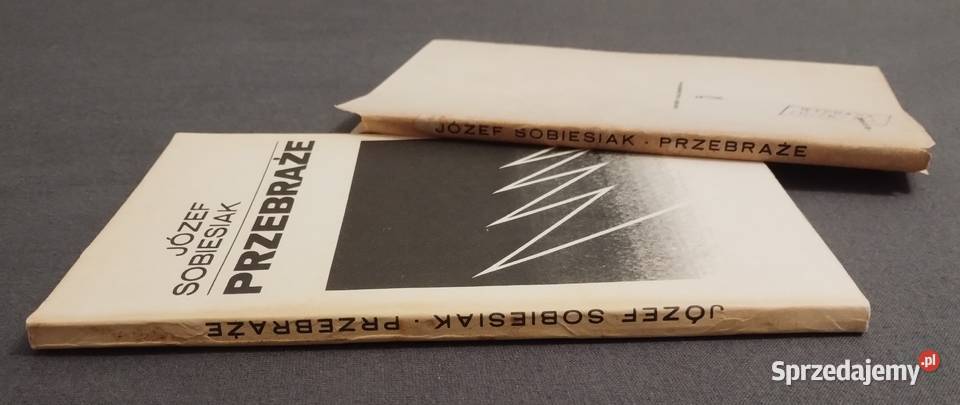 JÓZEF SOBIESIAK · PRZEBRAŻE
JÓZEF
SOBIESIAK
PRZEBRAŻE
JÓZEF SOBIESIAK · PRZEBRAŻE
Sprzedajemy.pl